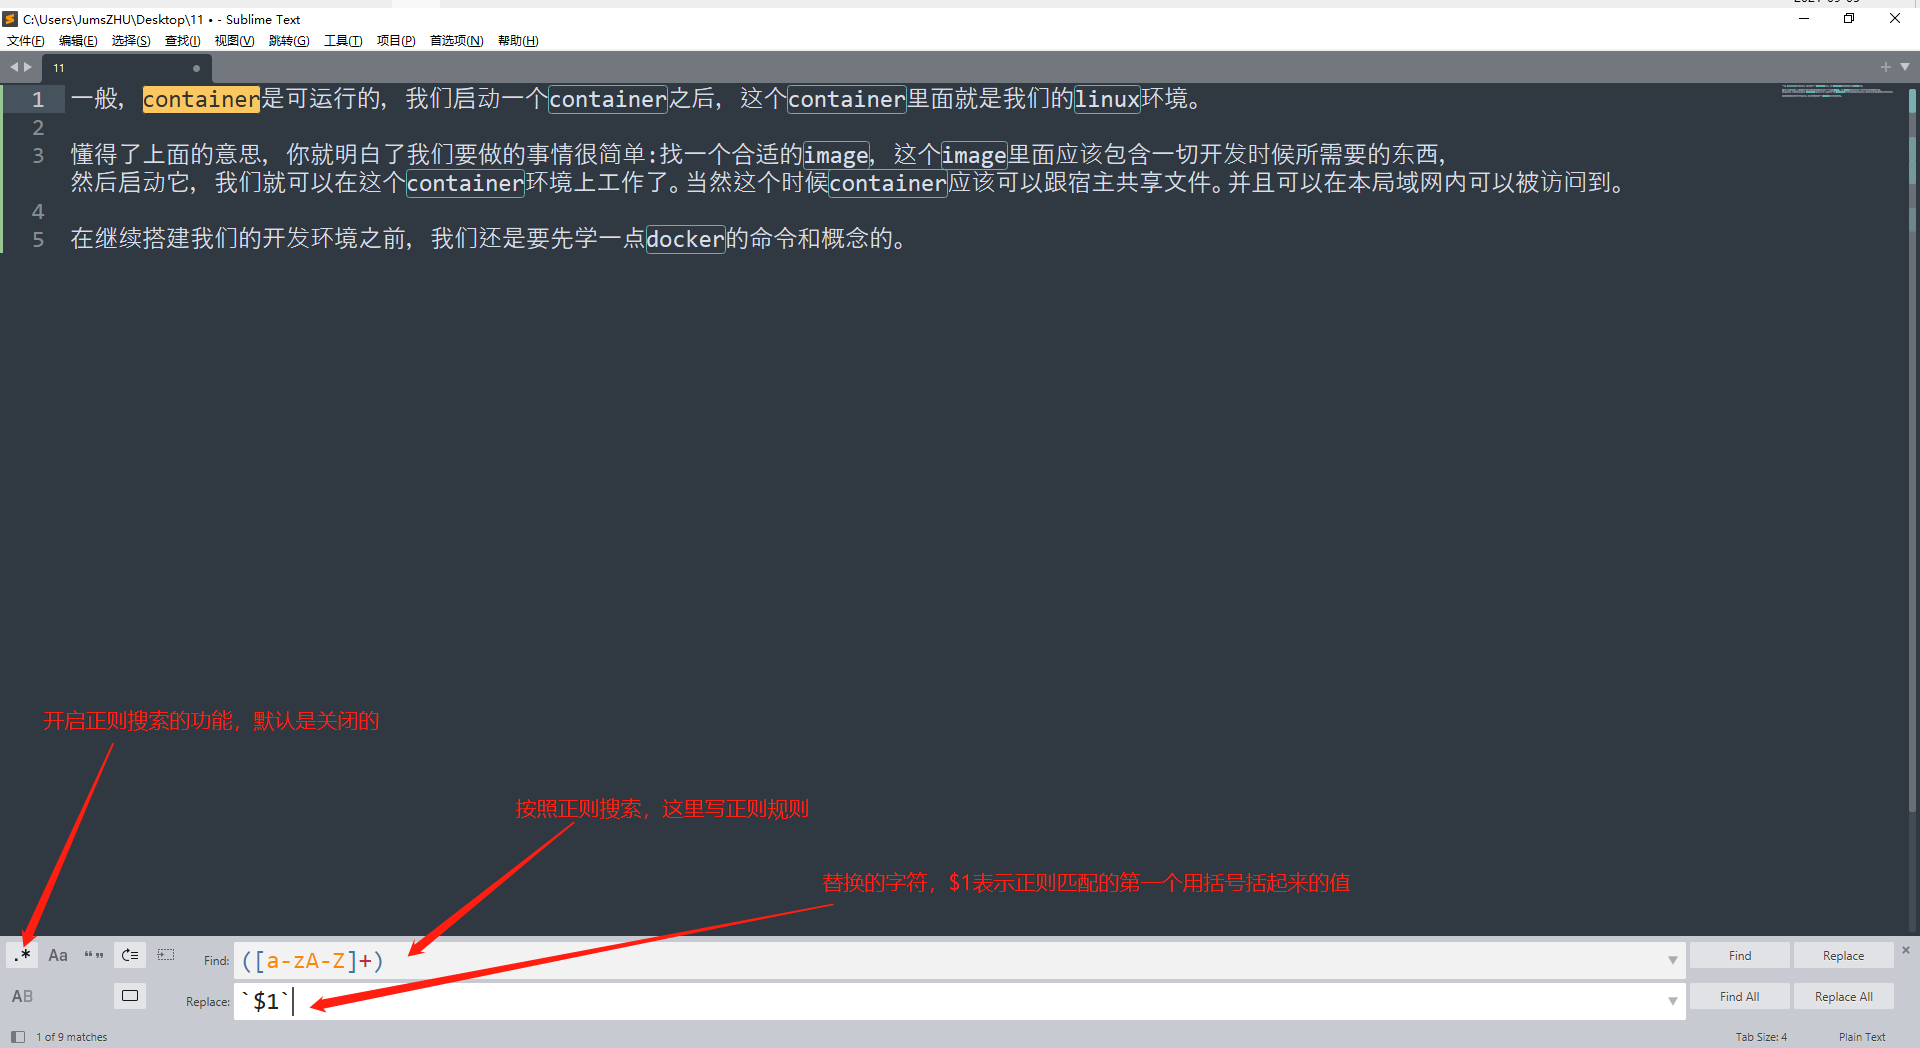 C:\Users\JumsZHU\Desktop\11 • - Sublime Text
文件(F) 编辑(E) 选择(S) 查找(I) 视图(V) 跳转(G) 工具(T) 项目(P) 首选项(N) 帮助(H)
11
1 一般，container是可运行的，我们启动一个container之后，这个container里面就是我们的linux环境。
2
3 懂得了上面的意思，你就明白了我们要做的事情很简单:找一个合适的image，这个image里面应该包含一切开发时候所需要的东西，
然后启动它，我们就可以在这个container环境上工作了。当然这个时候container应该可以跟宿主共享文件。并且可以在本局域网内可以被访问到。
4
5 在继续搭建我们的开发环境之前，我们还是要先学一点docker的命令和概念的。
开启正则搜索的功能，默认是关闭的
按照正则搜索，这里写正则规则
替换的字符，$1表示正则匹配的第一个用括号括起来的值
.* Aa “” Find: ([a-zA-Z]+) Find Replace
AB Replace: `$1` Find All Replace All
1 of 9 matches Tab Size: 4 Plain Text